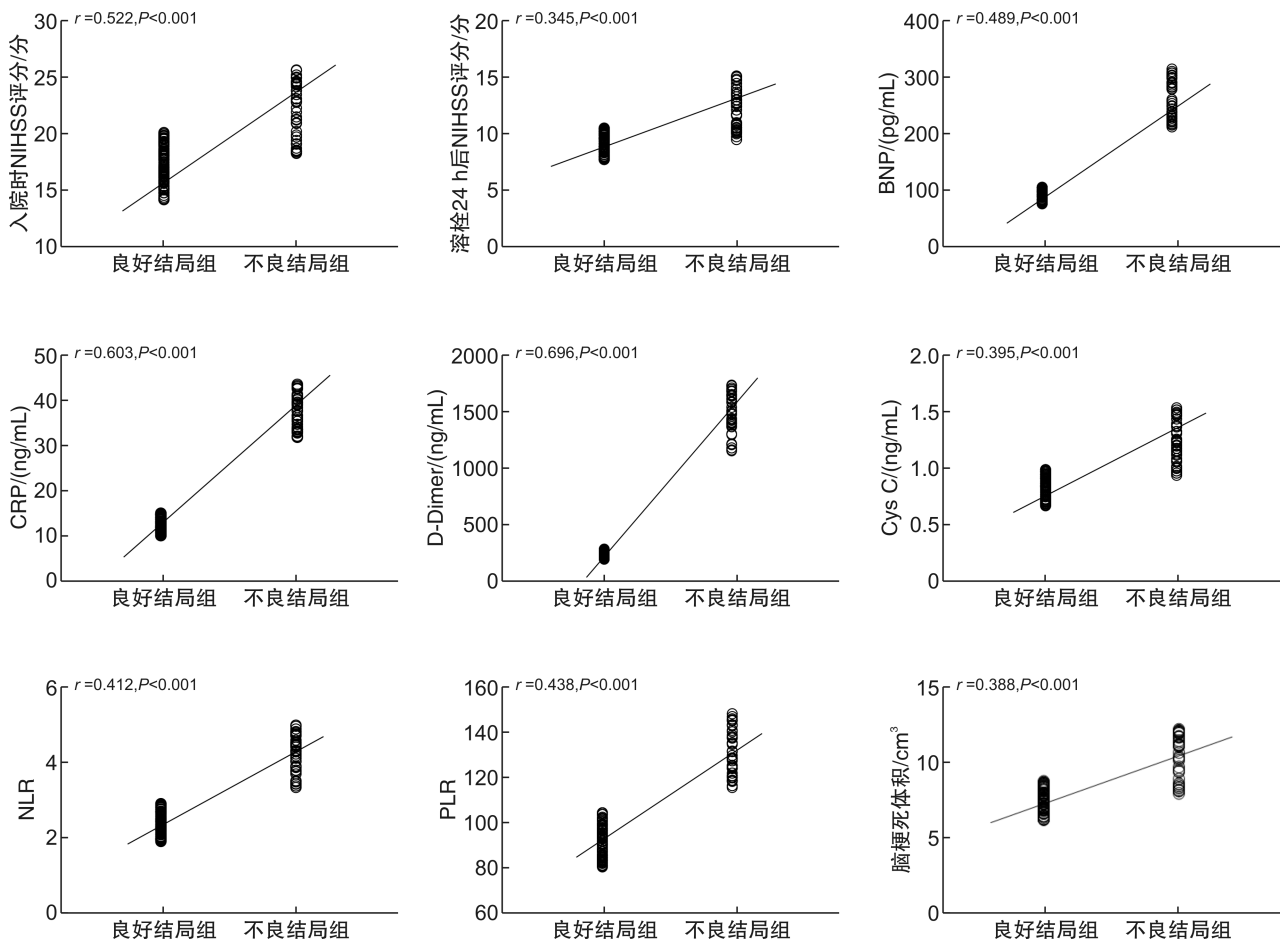 r=0.522,P<0.001
入院时NIHSS评分/分
30
25
20
15
10
良好结局组 不良结局组
r=0.345,P<0.001
溶栓24 h后NIHSS评分/分
20
15
10
5
0
良好结局组 不良结局组
r=0.489,P<0.001
BNP/(pg/mL)
400
300
200
100
0
良好结局组 不良结局组
r=0.603,P<0.001
CRP/(ng/mL)
50
40
30
20
10
0
良好结局组 不良结局组
r=0.696,P<0.001
D-Dimer/(ng/mL)
2000
1500
1000
500
0
良好结局组 不良结局组
r=0.395,P<0.001
Cys C/(ng/mL)
2.0
1.5
1.0
0.5
0
良好结局组 不良结局组
r=0.412,P<0.001
NLR
6
4
2
0
良好结局组 不良结局组
r=0.438,P<0.001
PLR
160
140
120
100
80
60
良好结局组 不良结局组
r=0.388,P<0.001
脑梗死体积/cm³
15
10
5
0
良好结局组 不良结局组